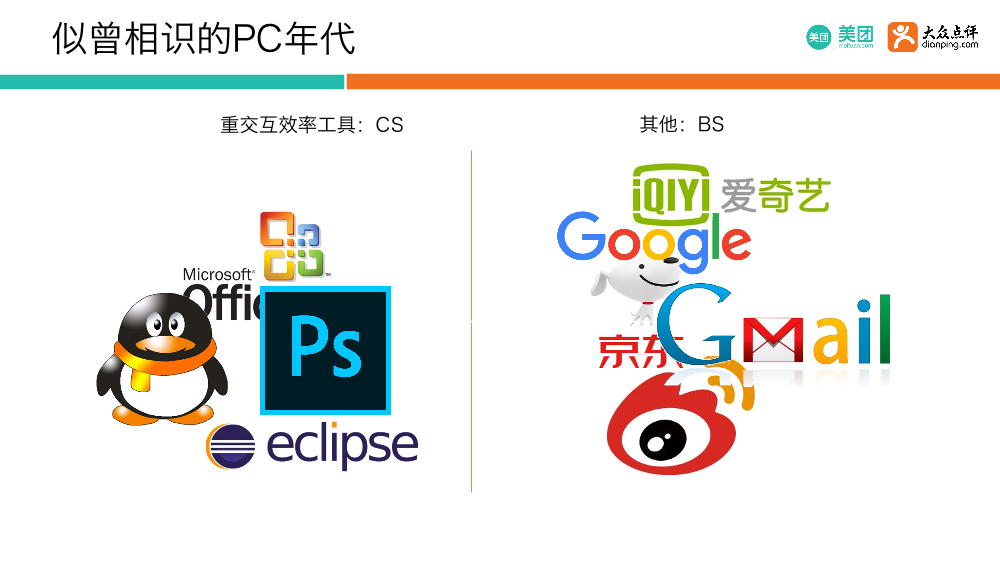 似曾相识的PC年代
美团 美团
meituan.com
大众点评
dianping.com
重交互效率工具：CS
其他：BS
Microsoft®
Offic
Ps
eclipse
iQIYI 爱奇艺
Google
京东
Gmail